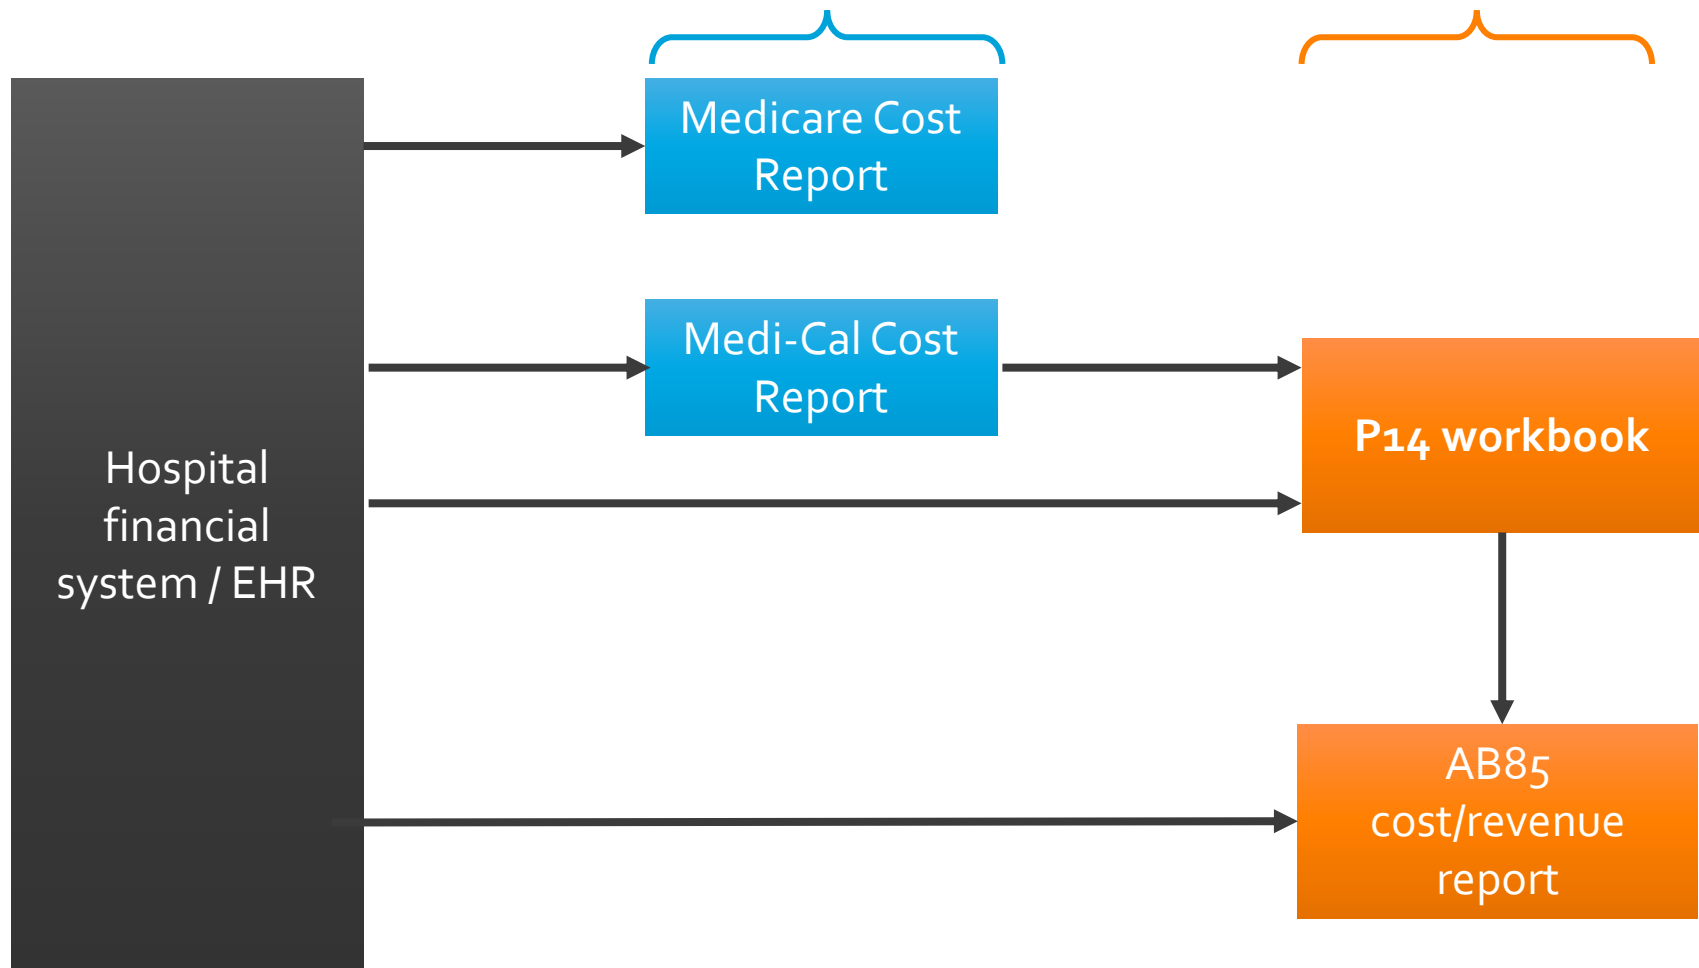 Medicare Cost
Report
Medi-Cal Cost
Report
P14 workbook
Hospital
financial
system / EHR
AB85
cost/revenue
report